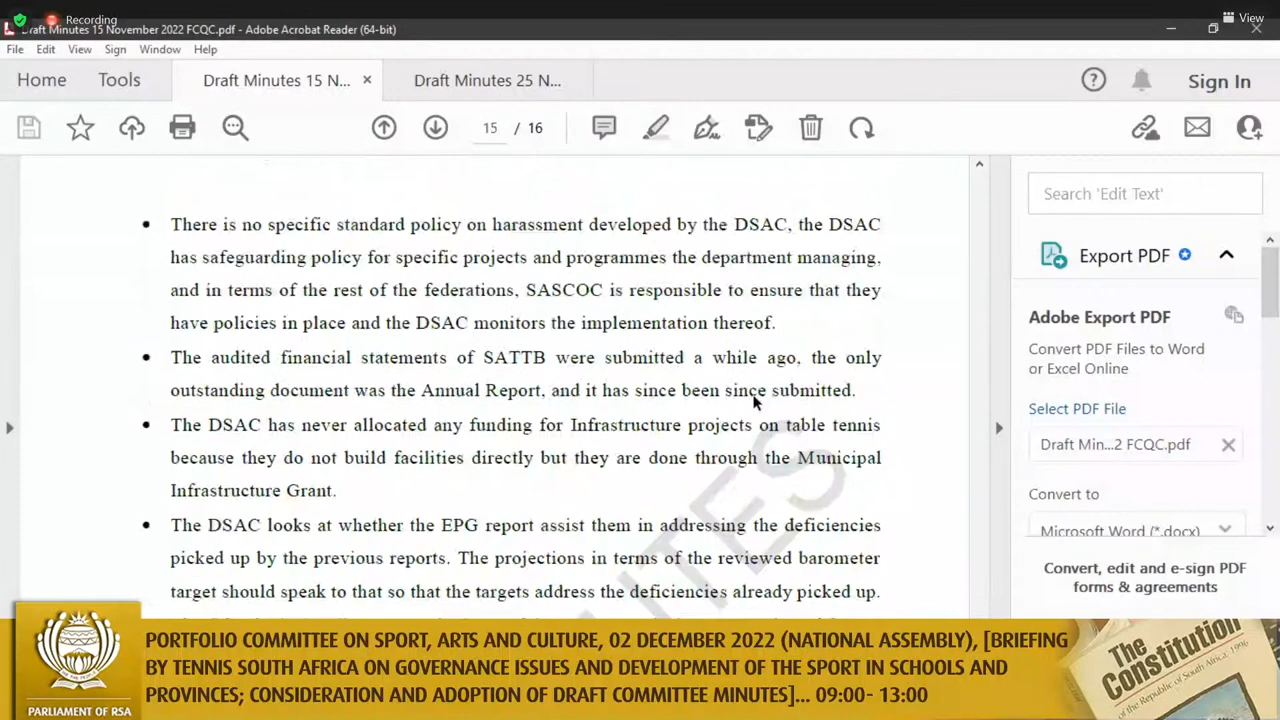 Recording
View
Draft Minutes 15 November 2022 FCQC.pdf - Adobe Acrobat Reader (64-bit)
File Edit View Sign Window Help
Home Tools Draft Minutes 15 N... × Draft Minutes 25 N... Sign In
15 / 16
Search 'Edit Text'
• There is no specific standard policy on harassment developed by the DSAC, the DSAC
has safeguarding policy for specific projects and programmes the department managing,
and in terms of the rest of the federations, SASCOC is responsible to ensure that they
have policies in place and the DSAC monitors the implementation thereof.
• The audited financial statements of SATTB were submitted a while ago, the only
outstanding document was the Annual Report, and it has since been since submitted.
• The DSAC has never allocated any funding for Infrastructure projects on table tennis
because they do not build facilities directly but they are done through the Municipal
Infrastructure Grant.
• The DSAC looks at whether the EPG report assist them in addressing the deficiencies
picked up by the previous reports. The projections in terms of the reviewed barometer
target should speak to that so that the targets address the deficiencies already picked up.
Export PDF
Adobe Export PDF
Convert PDF Files to Word
or Excel Online
Select PDF File
Draft Min...2 FCQC.pdf
Convert to
Microsoft Word (*.docx)
Convert, edit and e-sign PDF
forms & agreements
PARLIAMENT OF RSA
PORTFOLIO COMMITTEE ON SPORT, ARTS AND CULTURE, 02 DECEMBER 2022 (NATIONAL ASSEMBLY), [BRIEFING
BY TENNIS SOUTH AFRICA ON GOVERNANCE ISSUES AND DEVELOPMENT OF THE SPORT IN SCHOOLS AND
PROVINCES; CONSIDERATION AND ADOPTION OF DRAFT COMMITTEE MINUTES]... 09:00- 13:00
The
Constitution
of the Republic of South Africa, 1996